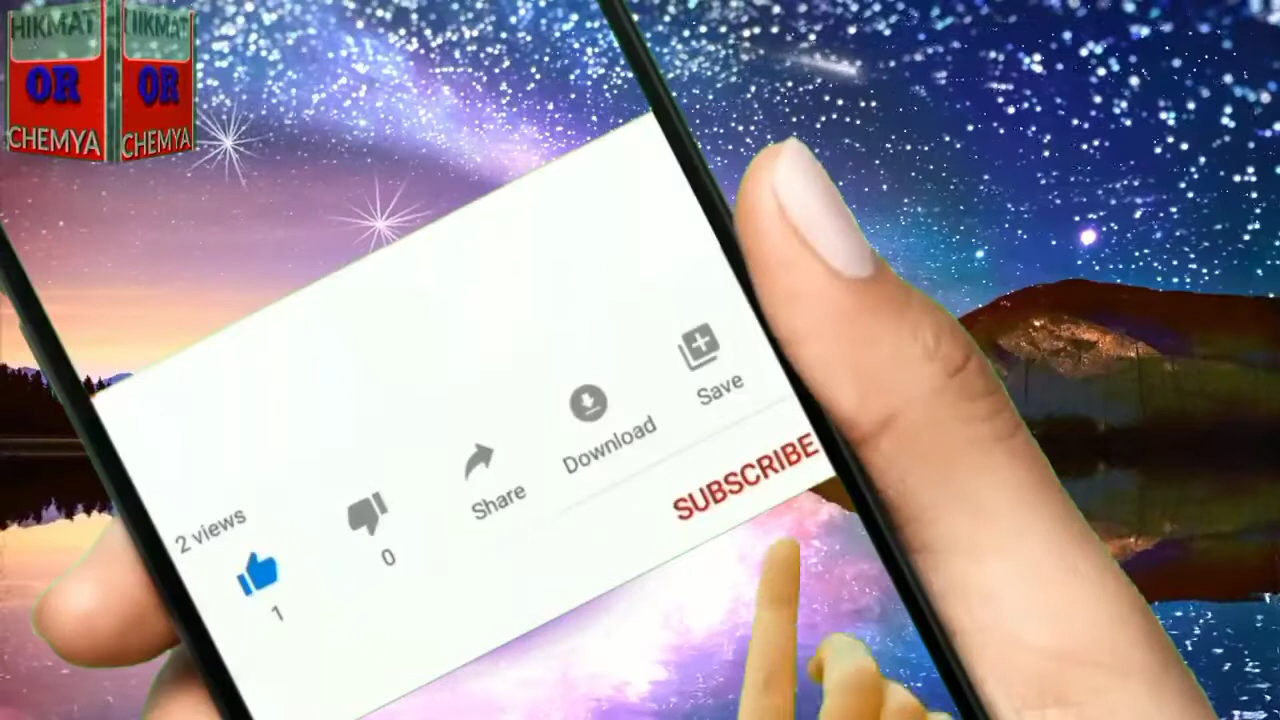 HIKMAT HIKMAT
OR OR
CHEMYA CHEMYA
2 views
1
0
Share
Download
Save
SUBSCRIBE